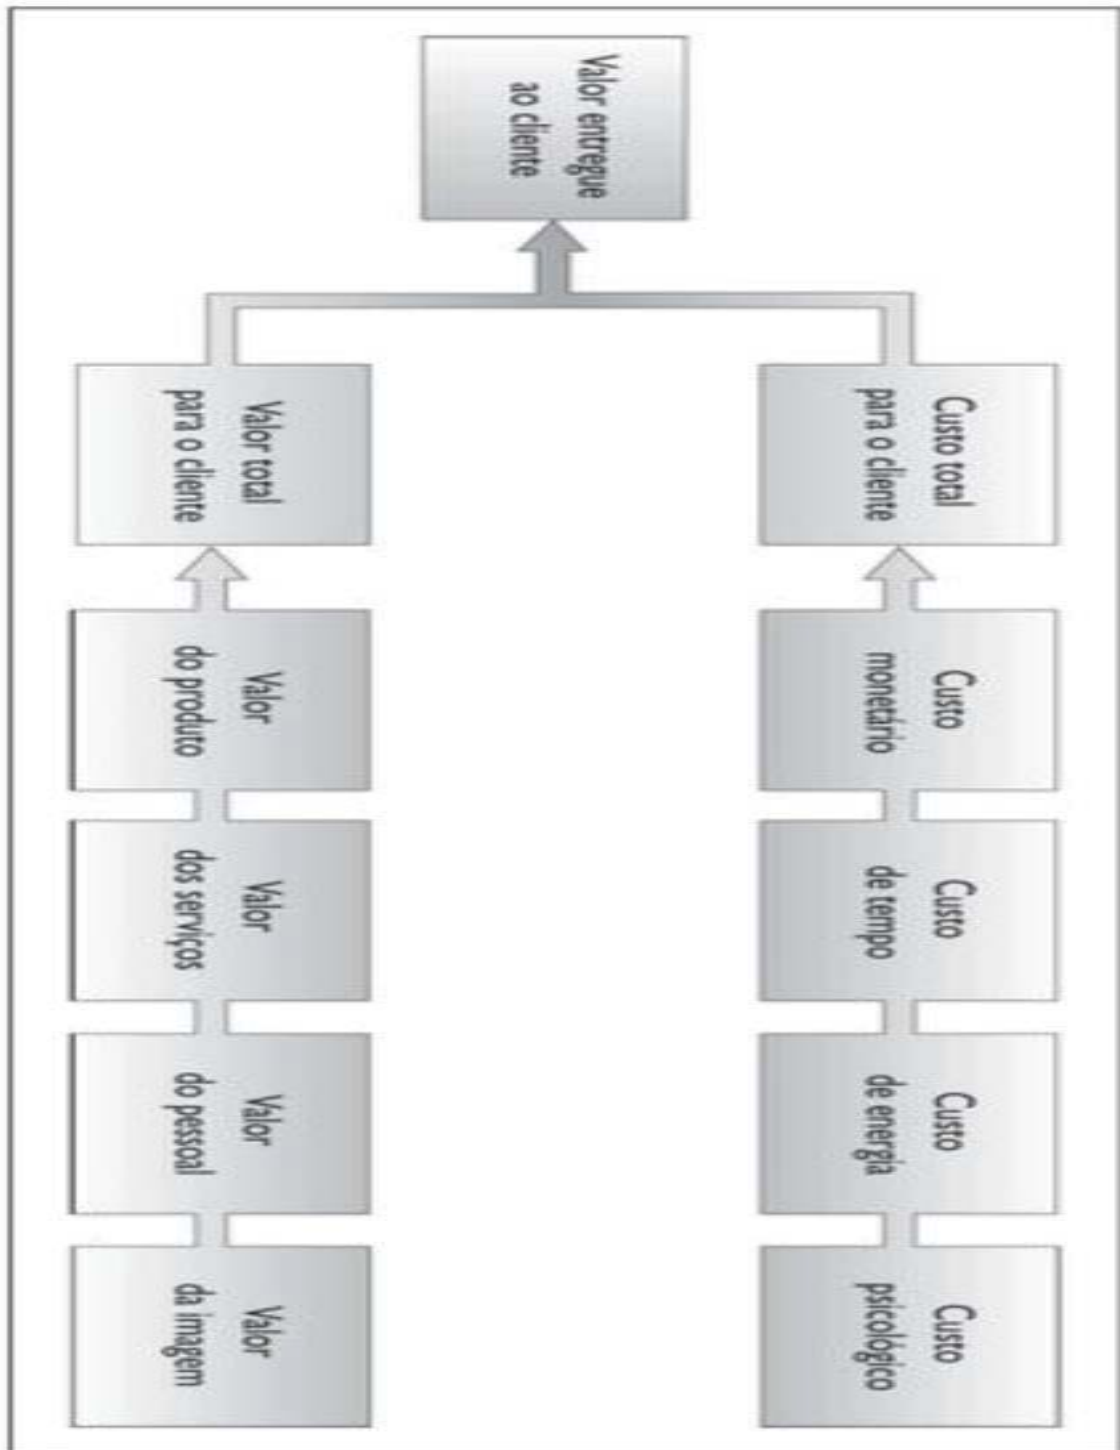 Valor entregue
ao cliente
Custo total
para o cliente
Custo
monetário
Custo
de tempo
Custo
de energia
Custo
psicológico
Valor total
para o cliente
Valor
do produto
Valor
dos serviços
Valor
do pessoal
Valor
da imagem